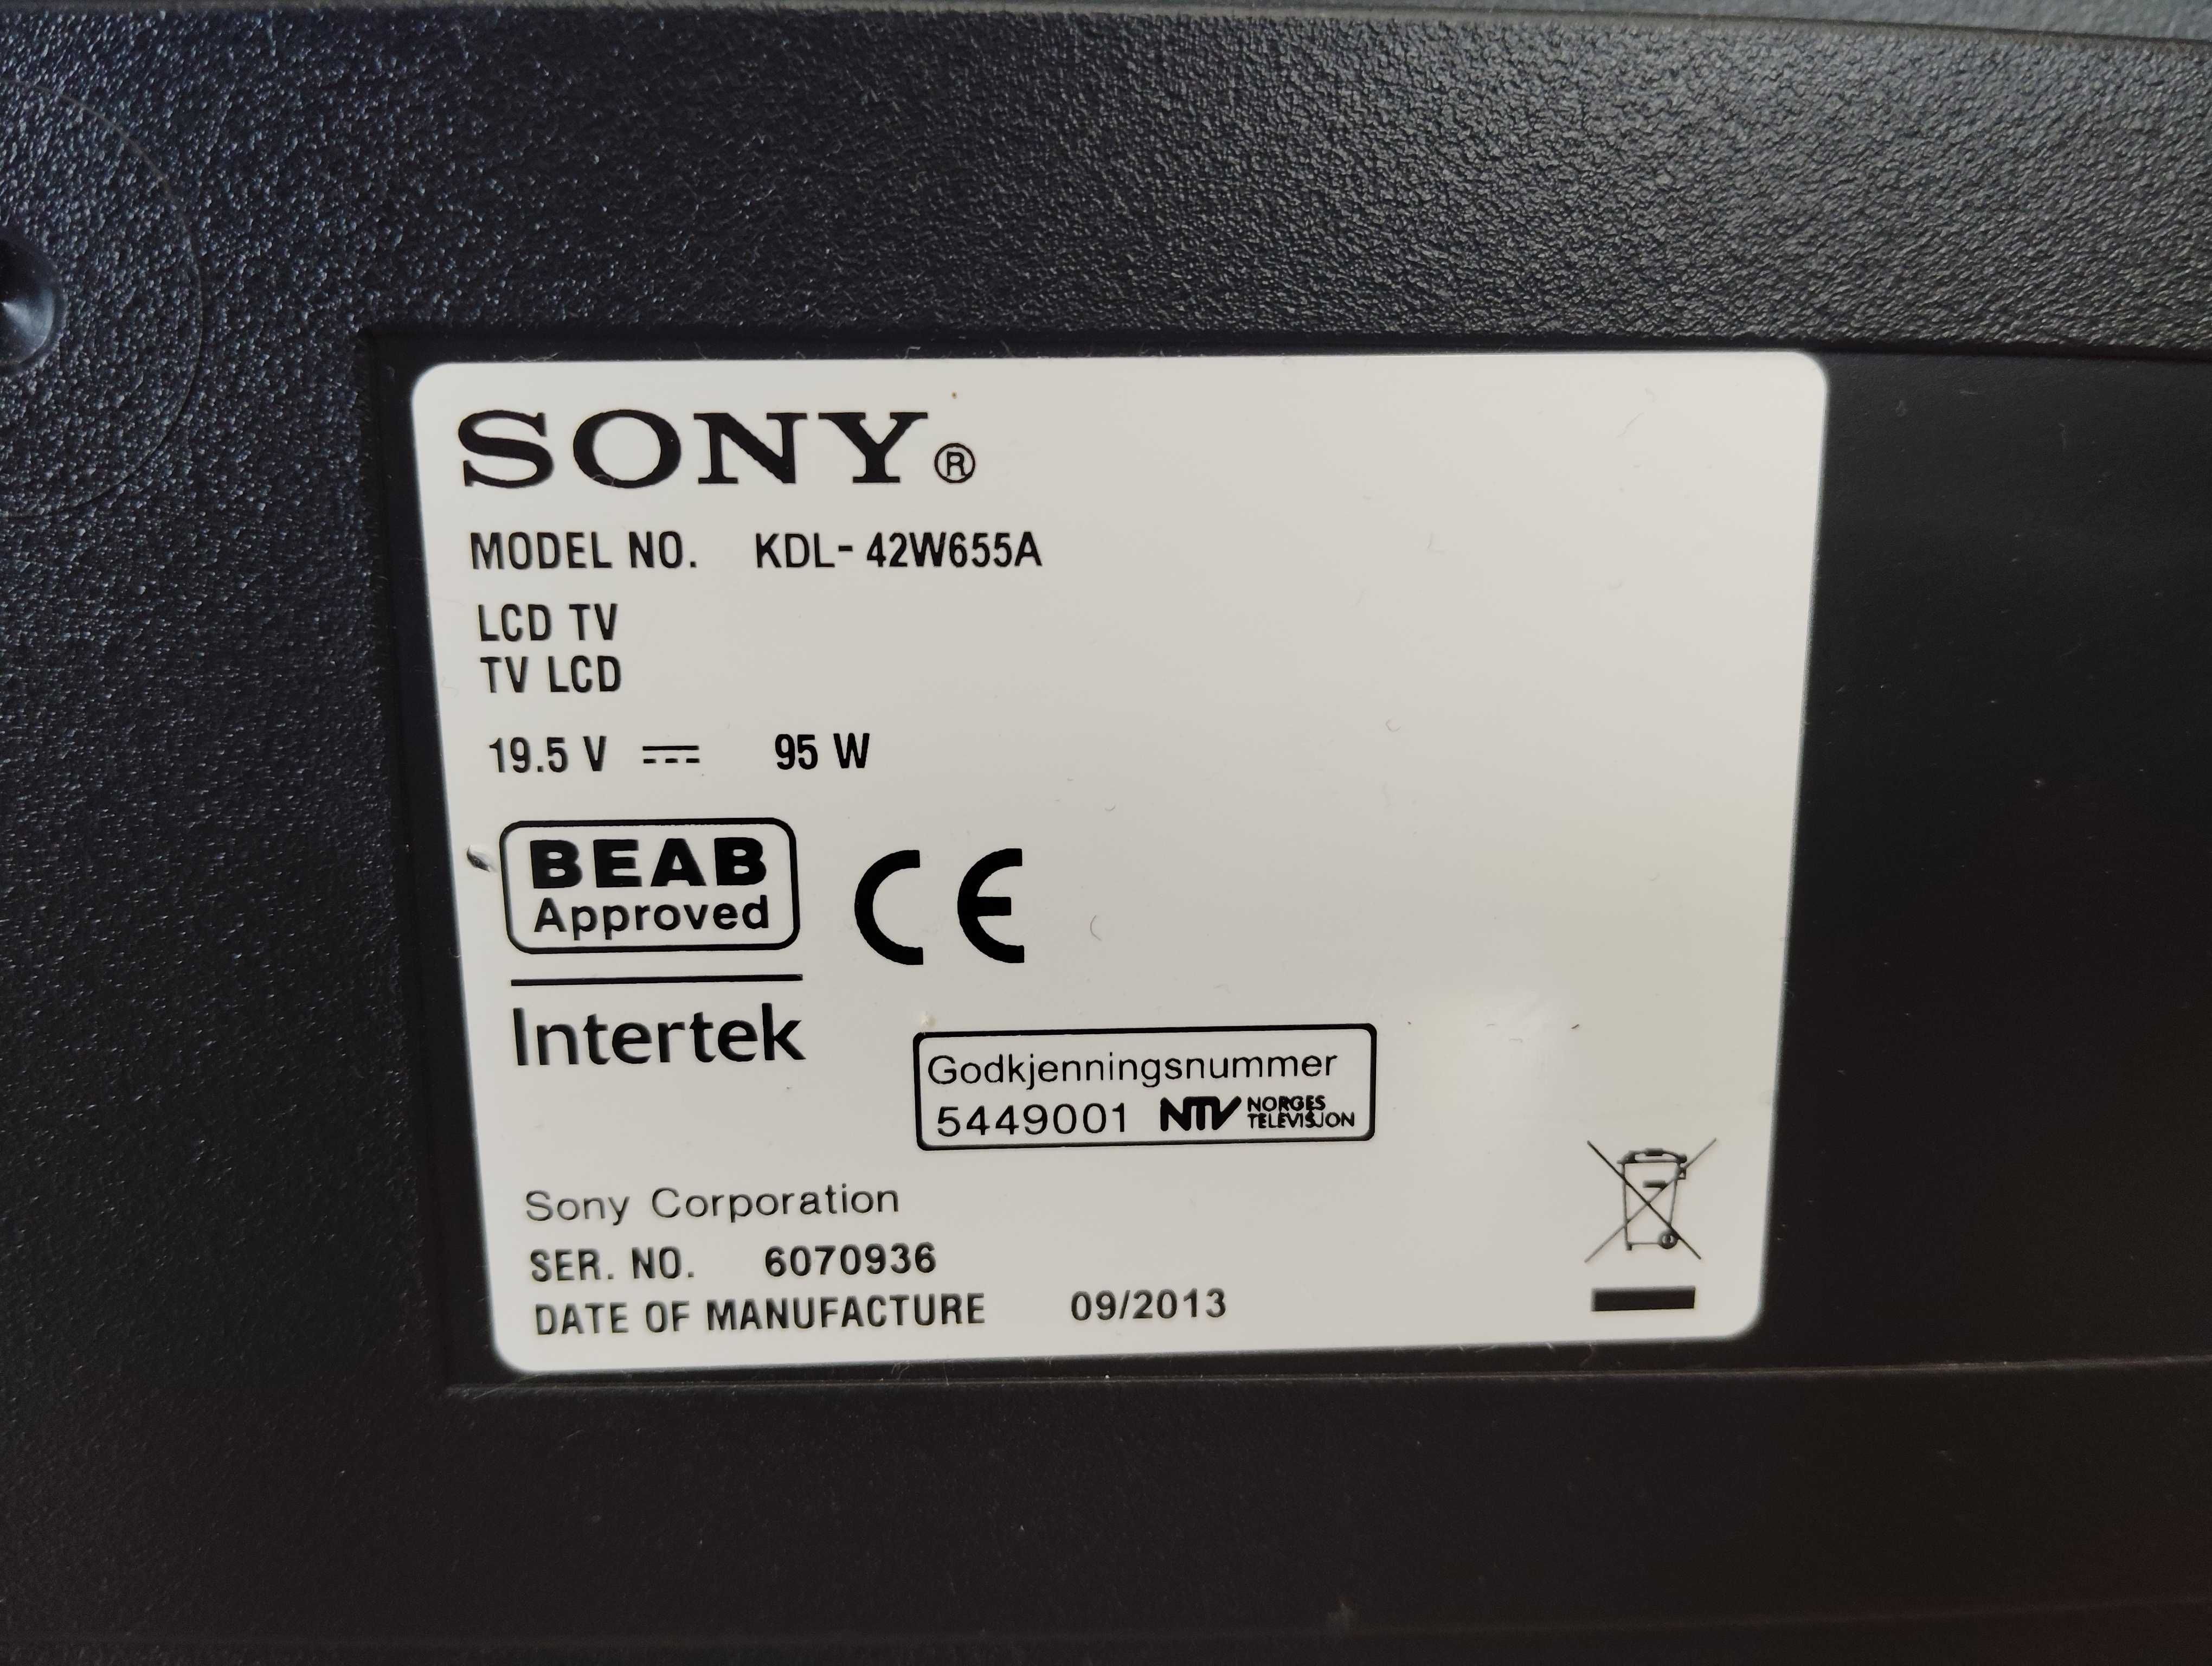 SONY®
MODEL NO. KDL- 42W655A
LCD TV
TV LCD
19.5 V ⎓ 95 W
BEAB
Approved
CE
Intertek
Godkjenningsnummer
5449001 NTV NORGES
TELEVISJON
Sony Corporation
SER. NO. 6070936
DATE OF MANUFACTURE 09/2013